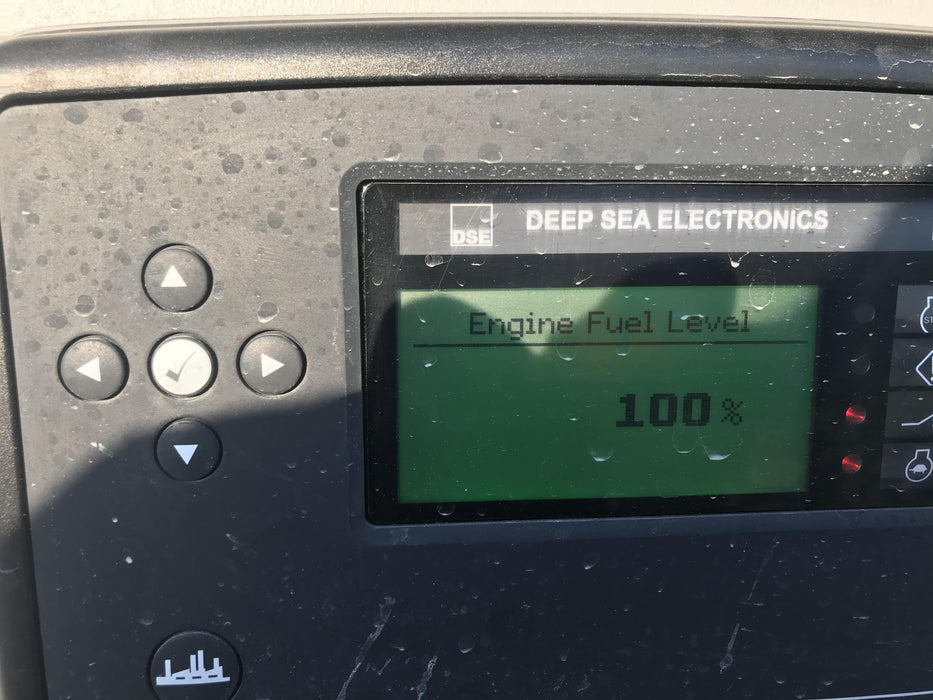 DSE
DEEP SEA ELECTRONICS
Engine Fuel Level
100 %